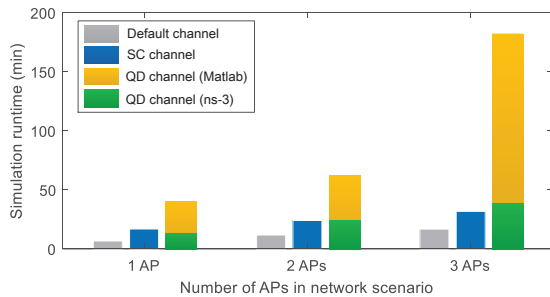 Simulation runtime (min)
200
150
100
50
0
Default channel
SC channel
QD channel (Matlab)
QD channel (ns-3)
1 AP
2 APs
3 APs
Number of APs in network scenario